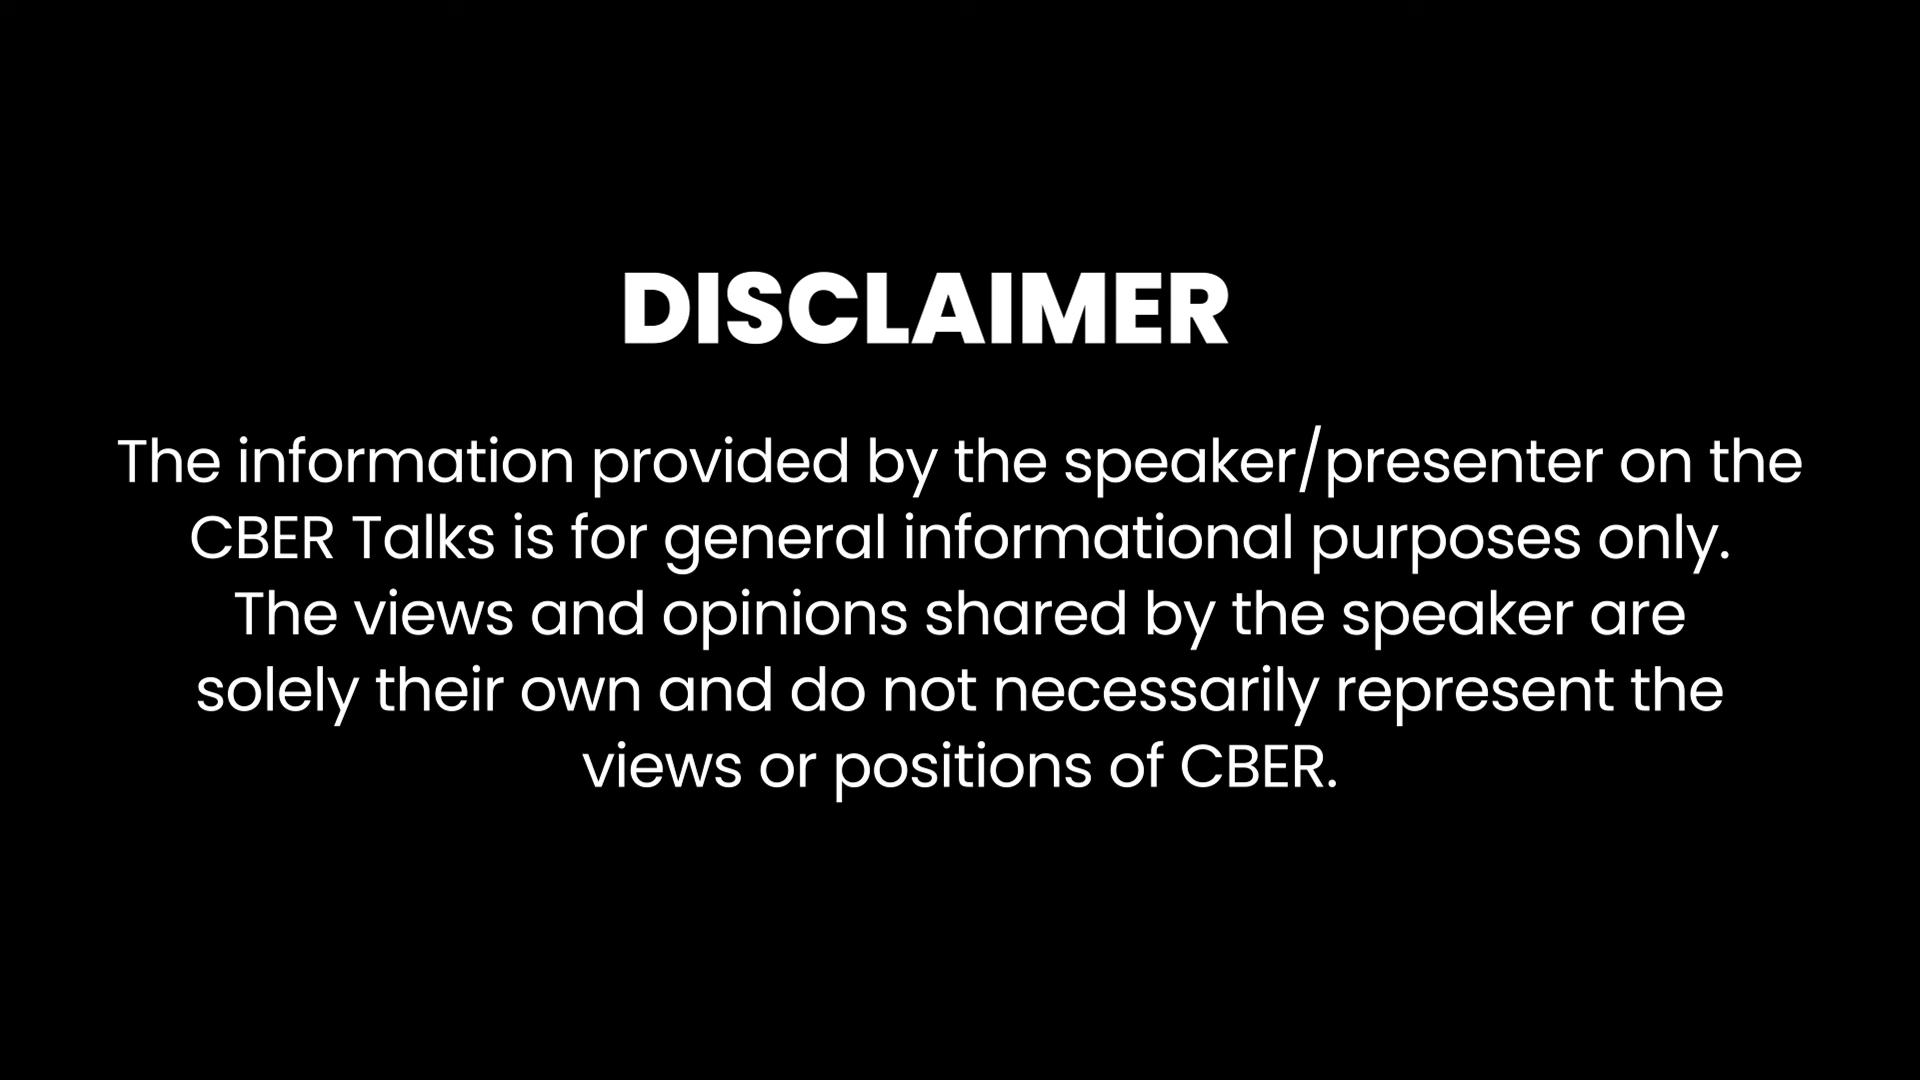 DISCLAIMER
The information provided by the speaker/presenter on the
CBER Talks is for general informational purposes only.
The views and opinions shared by the speaker are
solely their own and do not necessarily represent the
views or positions of CBER.